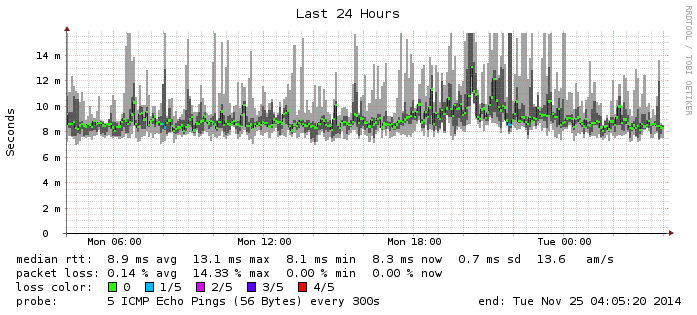 Last 24 Hours
RRDTOOL / TOBI OETIKER
Seconds
14 m
12 m
10 m
8 m
6 m
4 m
2 m
0
Mon 06:00 Mon 12:00 Mon 18:00 Tue 00:00
median rtt: 8.9 ms avg 13.1 ms max 8.1 ms min 8.3 ms now 0.7 ms sd 13.6 am/s
packet loss: 0.14 % avg 14.33 % max 0.00 % min 0.00 % now
loss color: 0 1/5 2/5 3/5 4/5
probe: 5 ICMP Echo Pings (56 Bytes) every 300s end: Tue Nov 25 04:05:20 2014